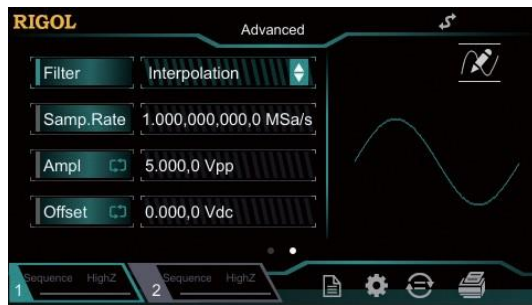 RIGOL
Advanced
Filter Interpolation
Samp.Rate 1.000,000,000,0 MSa/s
Ampl 5.000,0 Vpp
Offset 0.000,0 Vdc
1 Sequence HighZ
2 Sequence HighZ